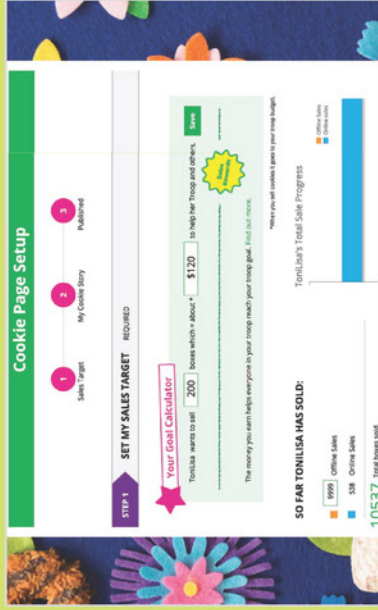 Cookie Page Setup
1
2
3
Sales Target
My Cookie Story
Published
STEP 1
SET MY SALES TARGET
REQUIRED
Your Goal Calculator
ToniLisa wants to sell 200 boxes which = about * $120 to help her Troop and others.
Save
Sales
rewards
The money you earn helps everyone in your troop reach your troop goal. Find out more.
*When you sell cookies it goes to your troop budget.
SO FAR TONILISA HAS SOLD:
9999 Offline Sales
538 Online Sales
10537 Total boxes sold
ToniLisa's Total Sale Progress
Offline Sales
Online sales